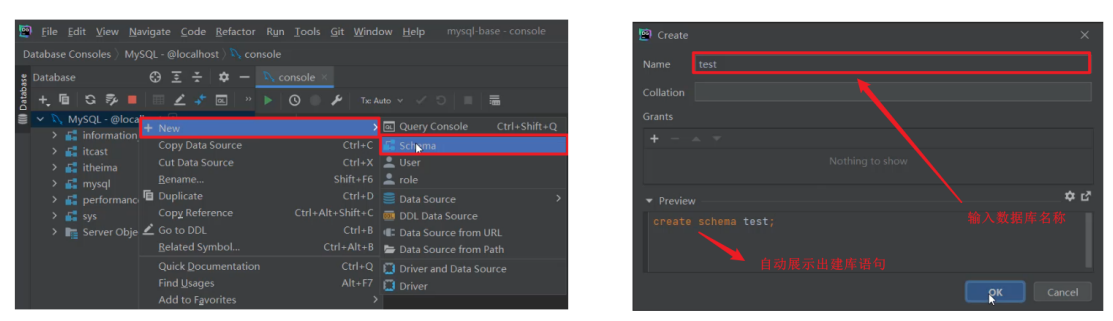 File Edit View Navigate Code Refactor Run Tools Git Window Help mysql-base - console
Database Consoles MySQL - @localhost console
Database
Database console
Tx: Auto
MySQL - @loca
information
itcast
itheima
mysql
performanc
sys
Server Obje
New
Copy Data Source Ctrl+C
Cut Data Source Ctrl+X
Rename... Shift+F6
Duplicate Ctrl+D
Copy Reference Ctrl+Alt+Shift+C
Go to DDL Ctrl+B
Related Symbol... Ctrl+Alt+B
Quick Documentation Ctrl+Q
Find Usages Alt+F7
Add to Favorites
Query Console Ctrl+Shift+Q
Schema
User
role
Data Source
DDL Data Source
Data Source from URL
Data Source from Path
Driver and Data Source
Driver
Create
Name test
Collation
Grants
Nothing to show
Preview
输入数据库名称
create schema test;
自动展示出建库语句
OK Cancel